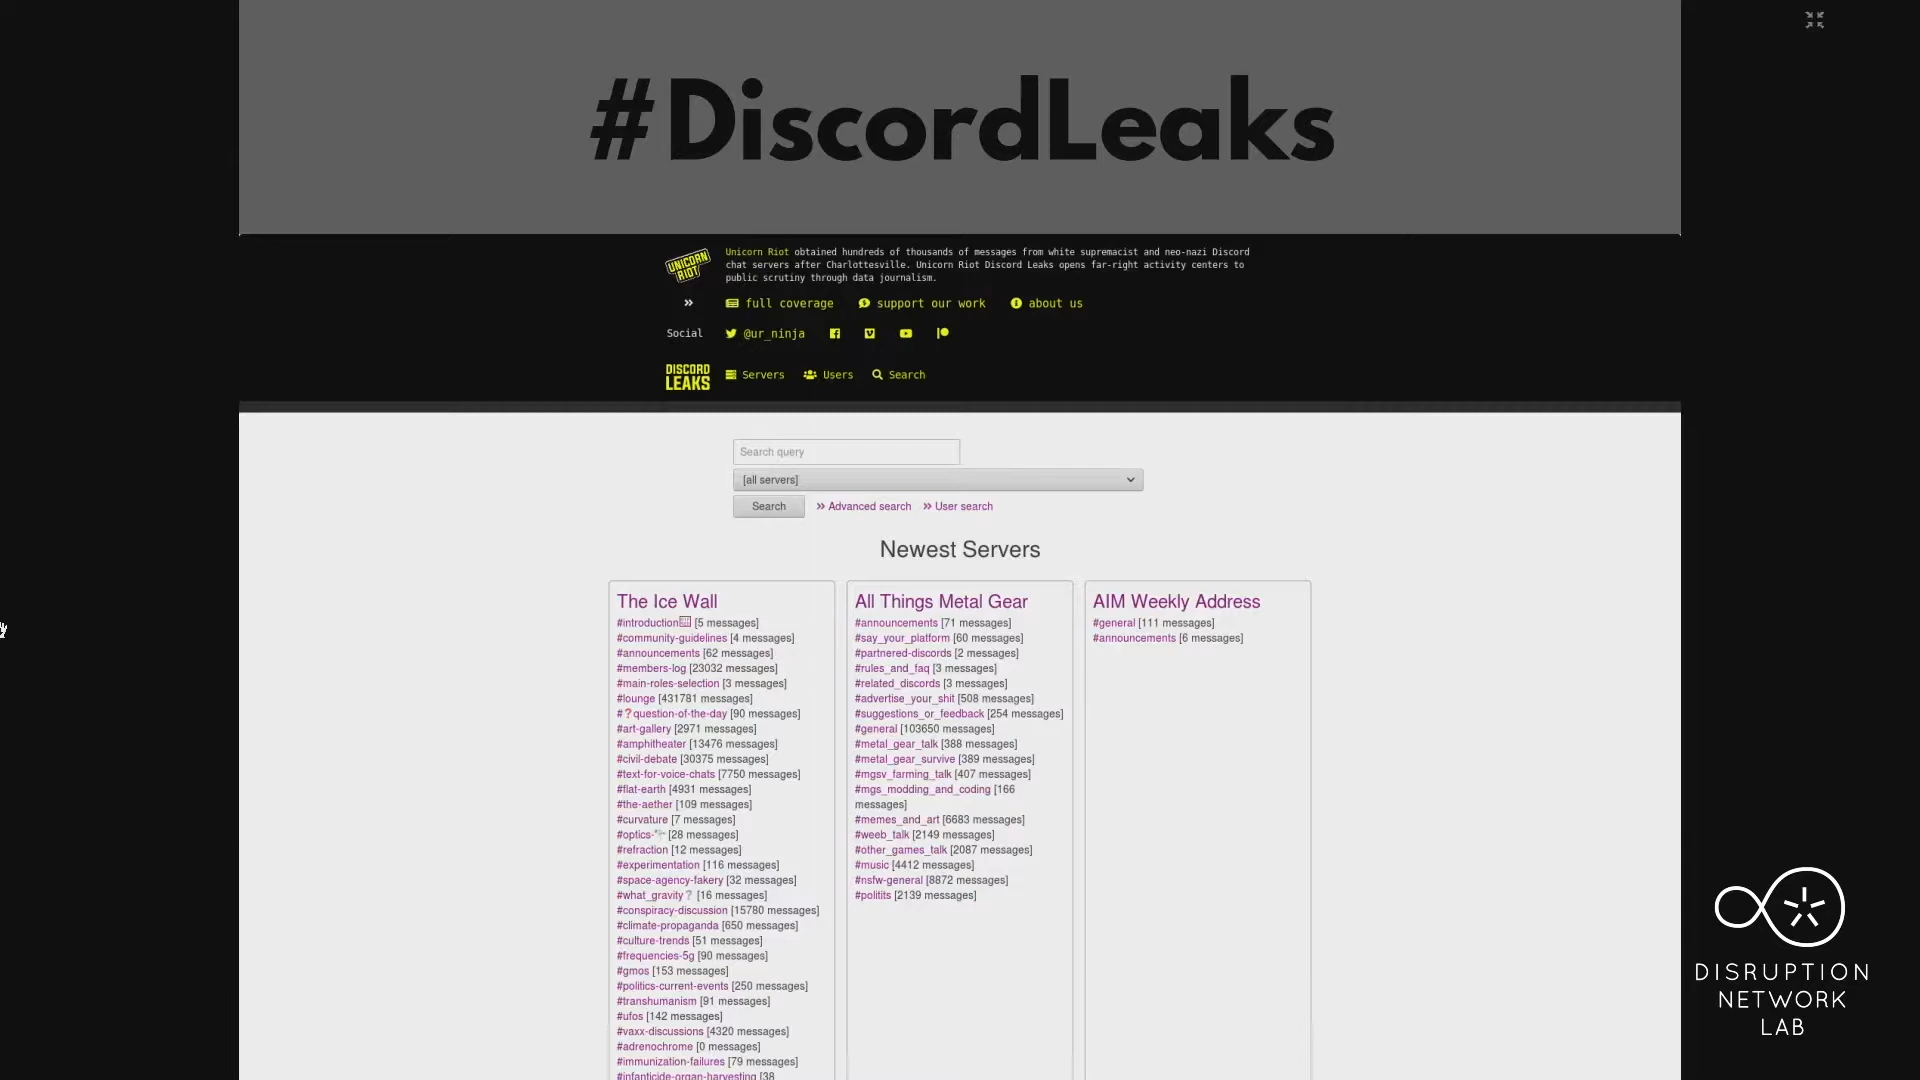 #DiscordLeaks
UNICORN RIOT
Unicorn Riot obtained hundreds of thousands of messages from white supremacist and neo-nazi Discord
chat servers after Charlottesville. Unicorn Riot Discord Leaks opens far-right activity centers to
public scrutiny through data journalism.
» full coverage support our work about us
Social @ur_ninja
DISCORD LEAKS Servers Users Search
Search query
[all servers]
Search » Advanced search » User search
Newest Servers
The Ice Wall
#introduction [5 messages]
#community-guidelines [4 messages]
#announcements [62 messages]
#members-log [23032 messages]
#main-roles-selection [3 messages]
#lounge [431781 messages]
#❓question-of-the-day [90 messages]
#art-gallery [2971 messages]
#amphitheater [13476 messages]
#civil-debate [30375 messages]
#text-for-voice-chats [7750 messages]
#flat-earth [4931 messages]
#the-aether [109 messages]
#curvature [7 messages]
#optics- [28 messages]
#refraction [12 messages]
#experimentation [116 messages]
#space-agency-fakery [32 messages]
#what_gravity❔ [16 messages]
#conspiracy-discussion [15780 messages]
#climate-propaganda [650 messages]
#culture-trends [51 messages]
#frequencies-5g [90 messages]
#gmos [153 messages]
#politics-current-events [250 messages]
#transhumanism [91 messages]
#ufos [142 messages]
#vaxx-discussions [4320 messages]
#adrenochrome [0 messages]
#immunization-failures [79 messages]
#infanticide-organ-harvesting [38
All Things Metal Gear
#announcements [71 messages]
#say_your_platform [60 messages]
#partnered-discords [2 messages]
#rules_and_faq [3 messages]
#related_discords [3 messages]
#advertise_your_shit [508 messages]
#suggestions_or_feedback [254 messages]
#general [103650 messages]
#metal_gear_talk [388 messages]
#metal_gear_survive [389 messages]
#mgsv_farming_talk [407 messages]
#mgs_modding_and_coding [166
messages]
#memes_and_art [6683 messages]
#weeb_talk [2149 messages]
#other_games_talk [2087 messages]
#music [4412 messages]
#nsfw-general [8872 messages]
#politits [2139 messages]
AIM Weekly Address
#general [111 messages]
#announcements [6 messages]
DISRUPTION
NETWORK
LAB